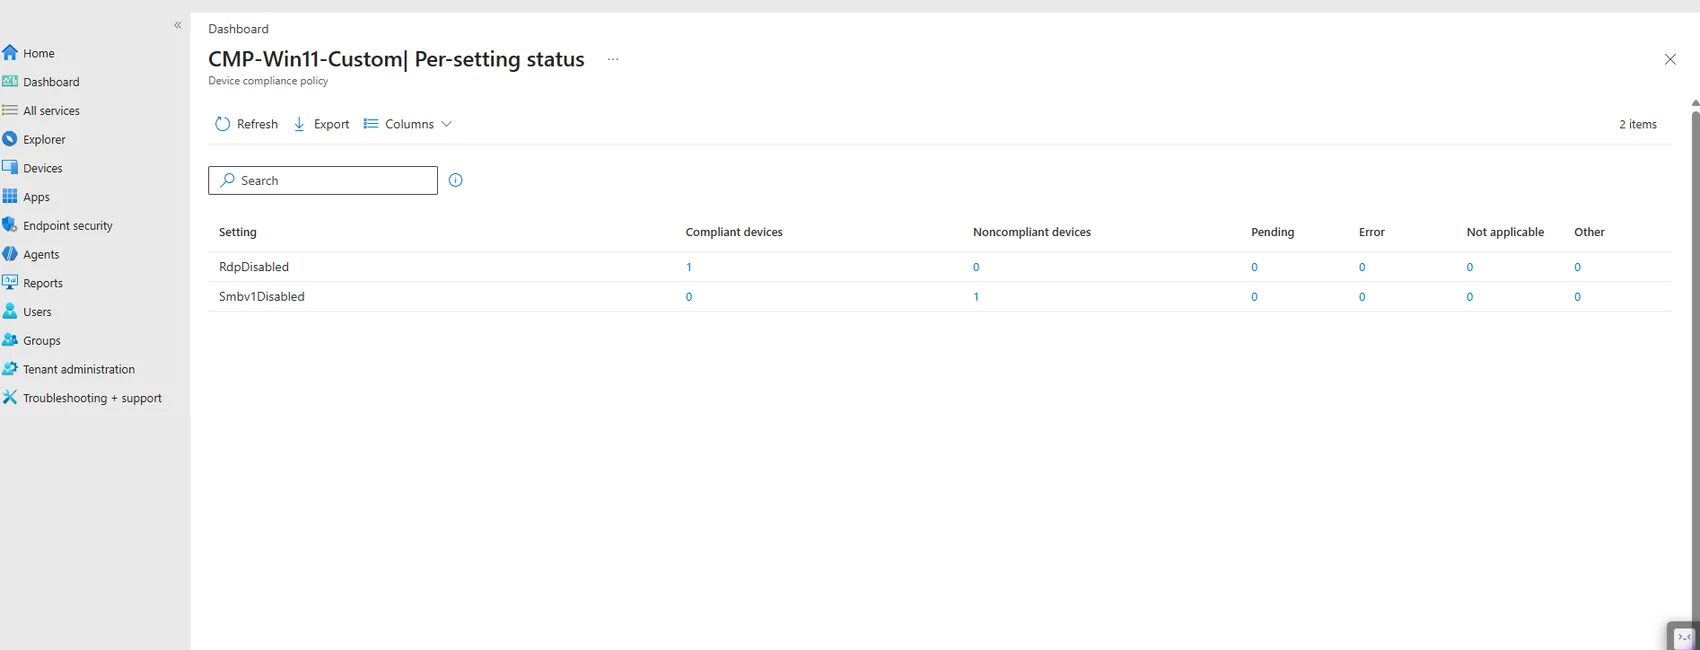 «
Home
Dashboard
All services
Explorer
Devices
Apps
Endpoint security
Agents
Reports
Users
Groups
Tenant administration
Troubleshooting + support
Dashboard
CMP-Win11-Custom| Per-setting status ...
Device compliance policy
Refresh Export Columns 2 items
Search
Setting Compliant devices Noncompliant devices Pending Error Not applicable Other
RdpDisabled 1 0 0 0 0 0
Smbv1Disabled 0 1 0 0 0 0